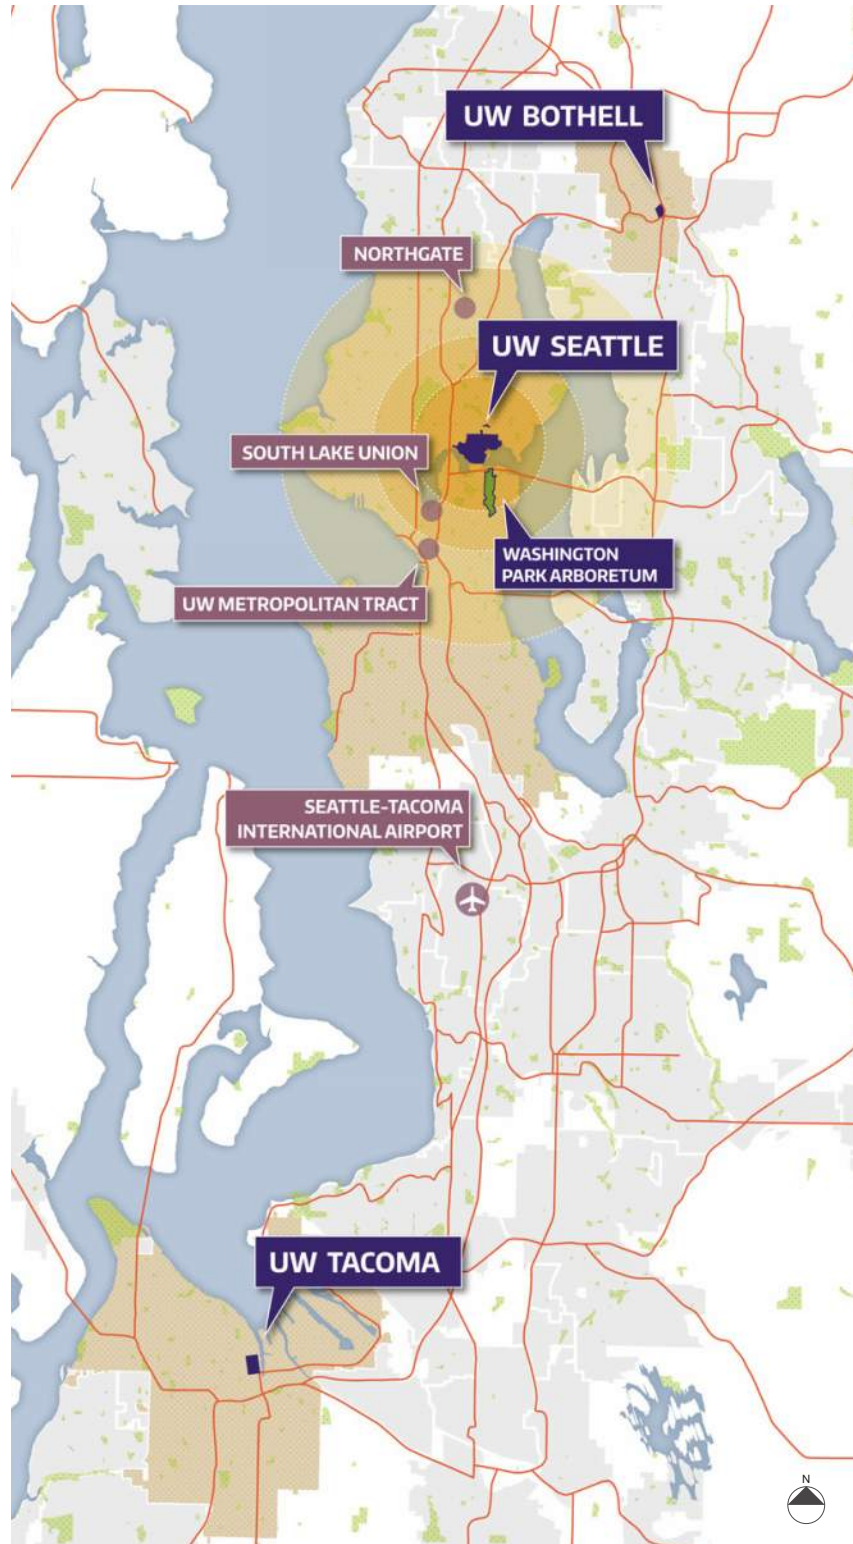 UW BOTHELL
NORTHGATE
UW SEATTLE
SOUTH LAKE UNION
WASHINGTON
PARK ARBORETUM
UW METROPOLITAN TRACT
SEATTLE-TACOMA
INTERNATIONAL AIRPORT
UW TACOMA
N